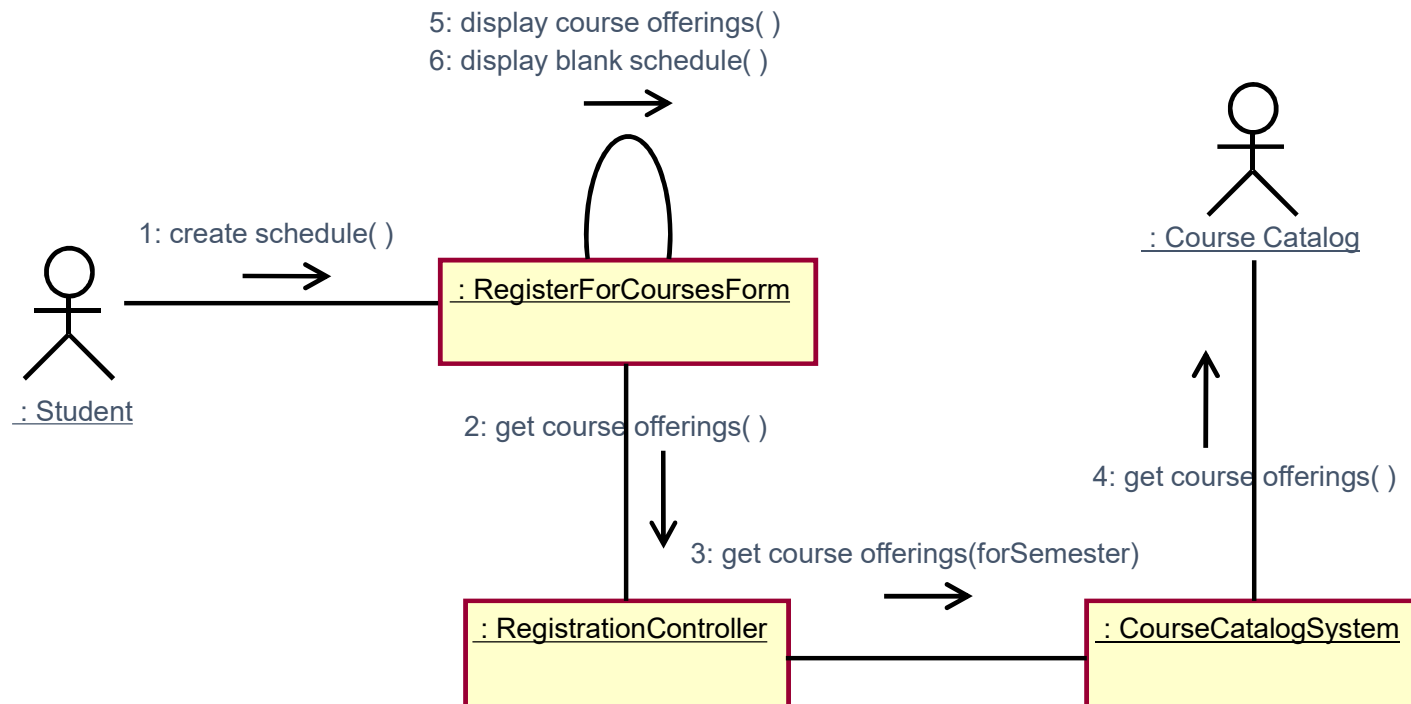 5: display course offerings( )
6: display blank schedule( )
1: create schedule( )
: Course Catalog
: RegisterForCoursesForm
: Student
2: get course offerings( )
4: get course offerings( )
3: get course offerings(forSemester)
: RegistrationController
: CourseCatalogSystem